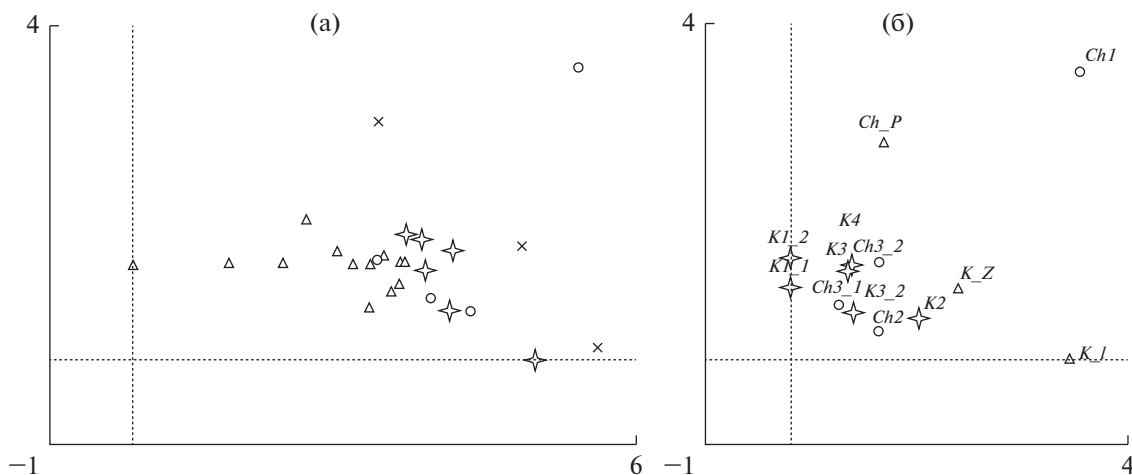 4 (а) 4 (б)
Ch1
Ch_P
K4
K1_2 K3 Ch3_2
K1_1 K_Z
Ch3_1 K3_2 K2
Ch2
K_1
−1 6 −1 4